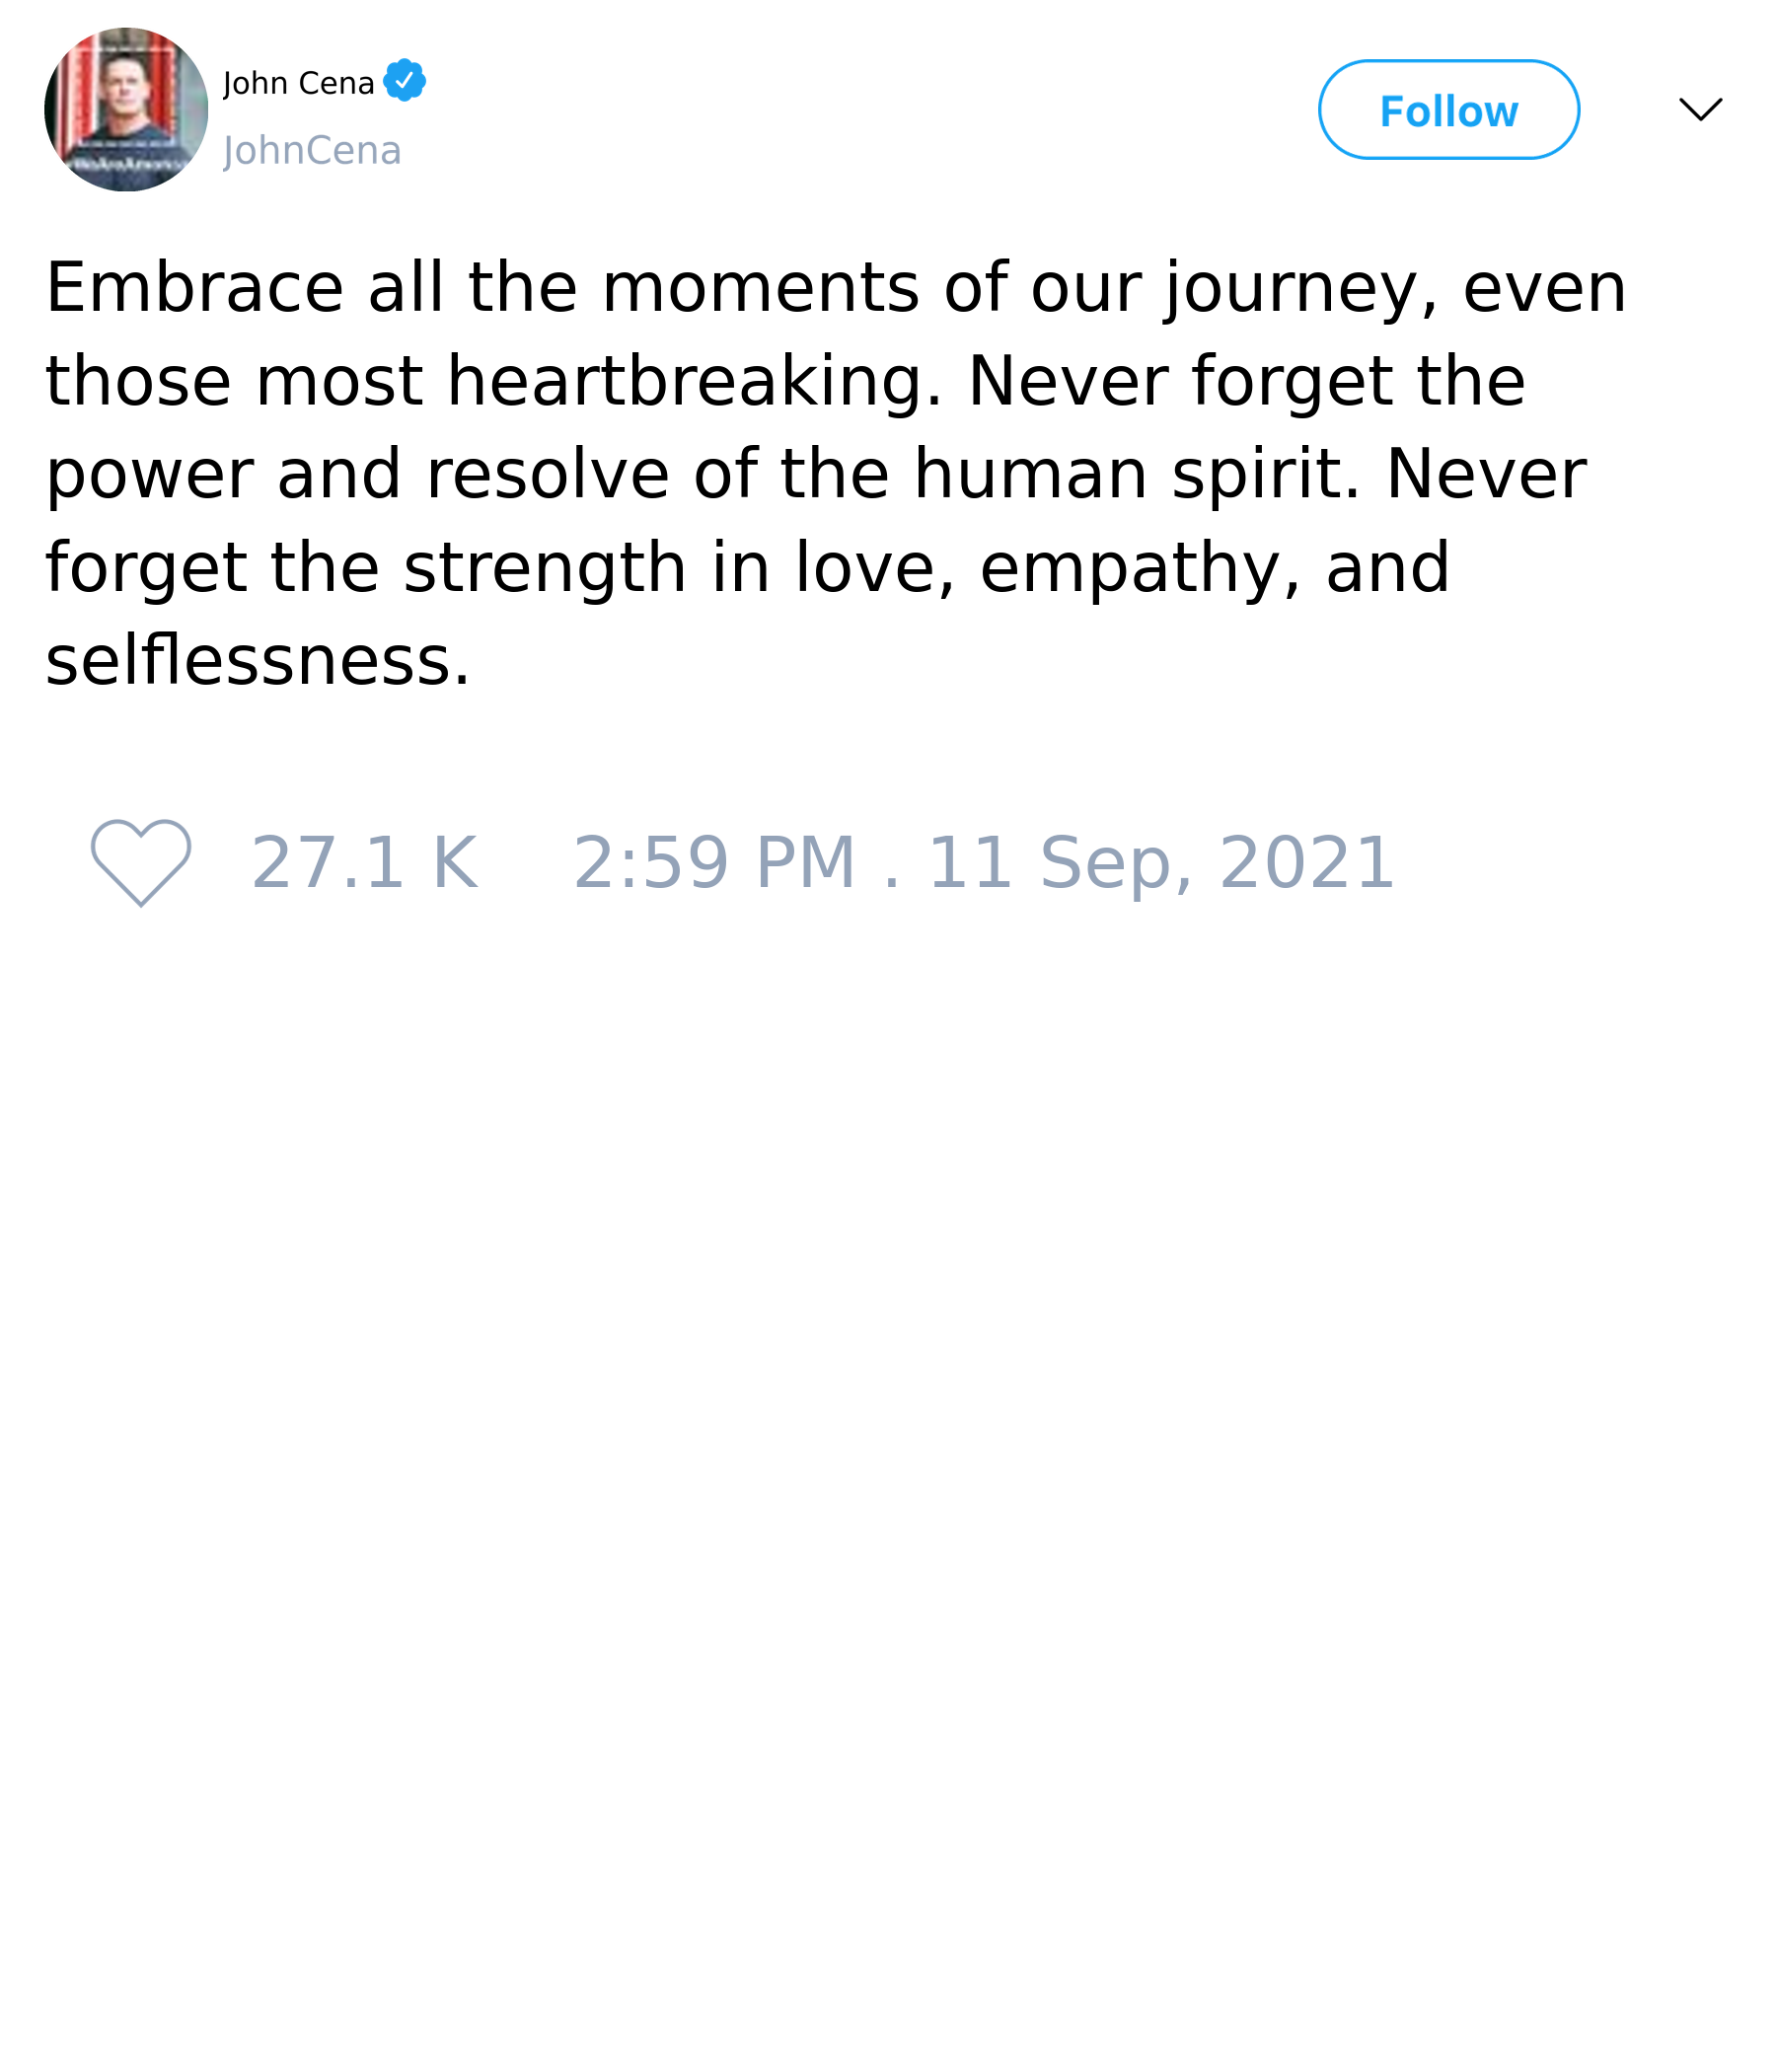 John Cena
JohnCena
Follow
Embrace all the moments of our journey, even
those most heartbreaking. Never forget the
power and resolve of the human spirit. Never
forget the strength in love, empathy, and
selflessness.
27.1 K 2:59 PM . 11 Sep, 2021